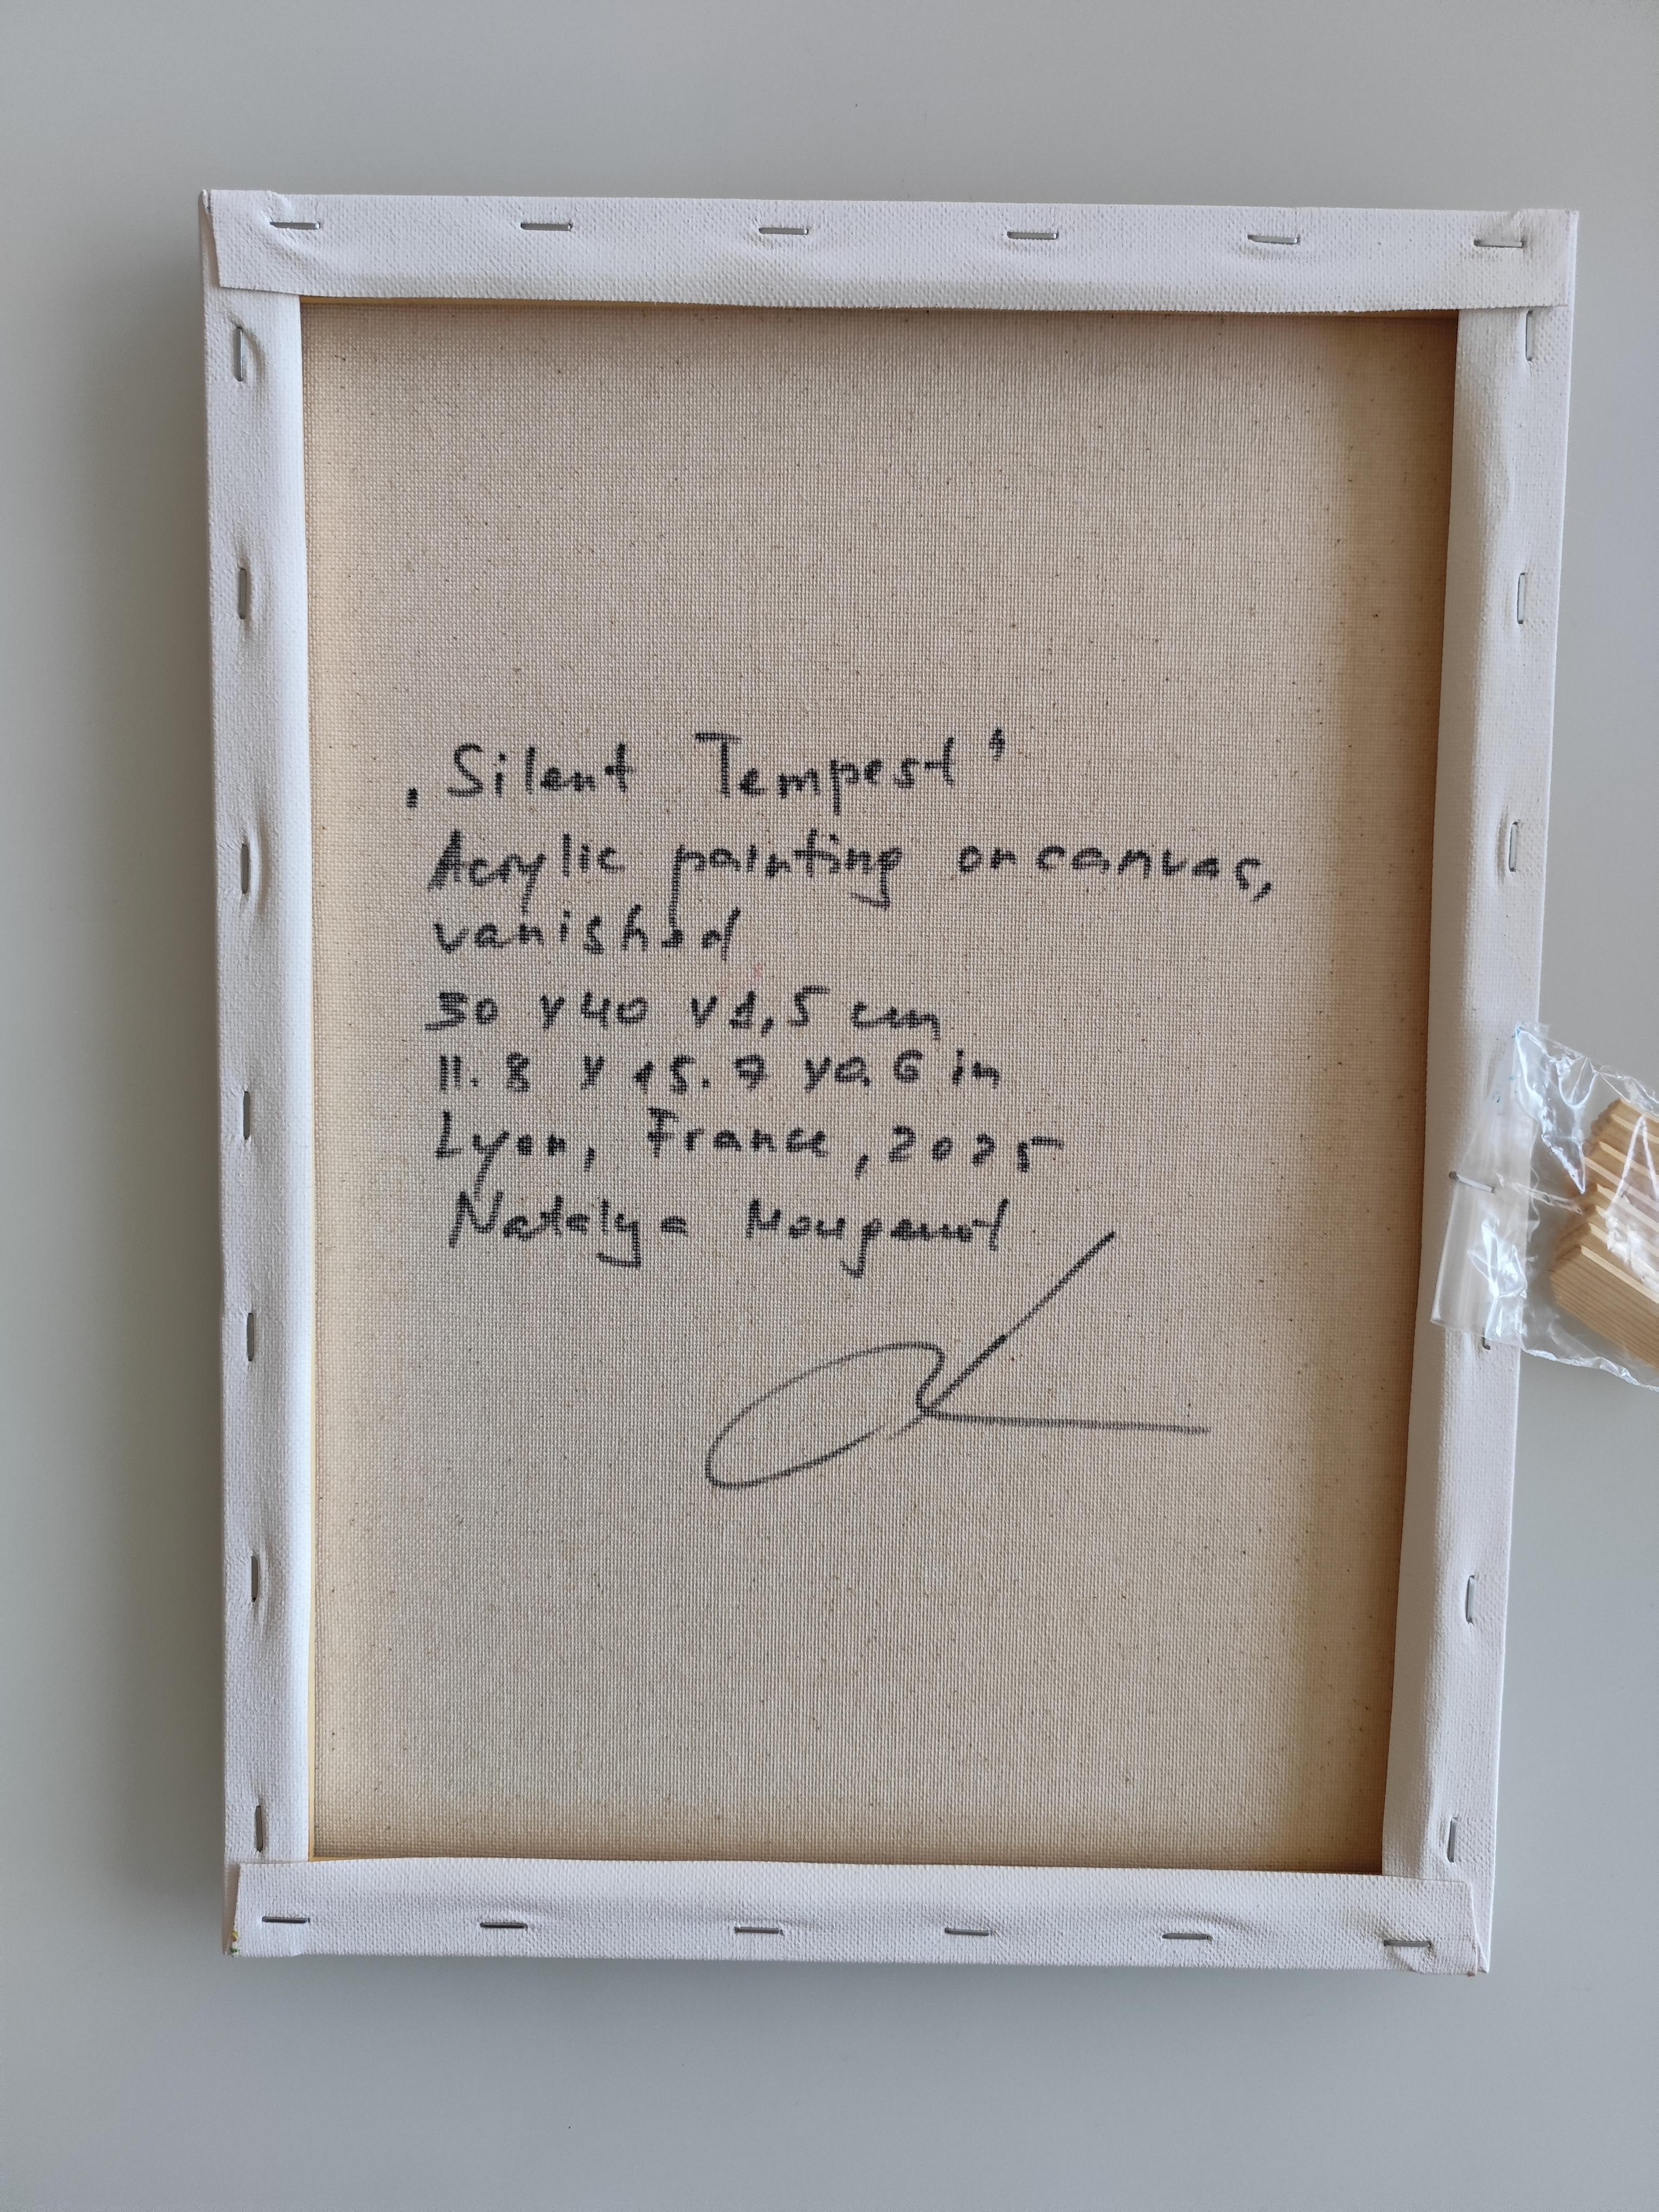 "Silent Tempest"
Acrylic painting on canvas,
vanished
30 x 40 x 1,5 cm
11.8 x 15.7 x 0.6 in
Lyon, France, 2025
Natalya Mougenot